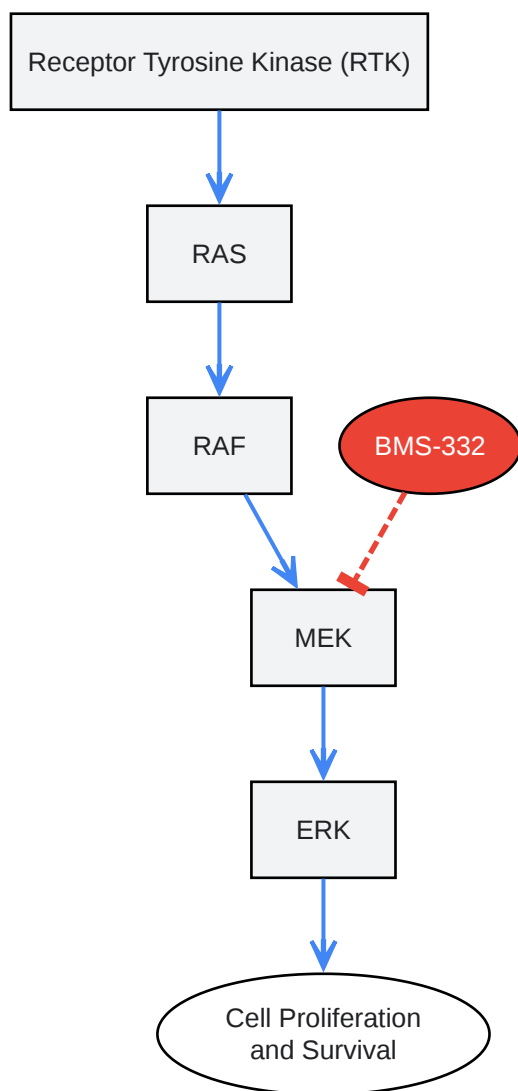 Receptor Tyrosine Kinase (RTK)
RAS
RAF
BMS-332
MEK
ERK
Cell Proliferation
and Survival